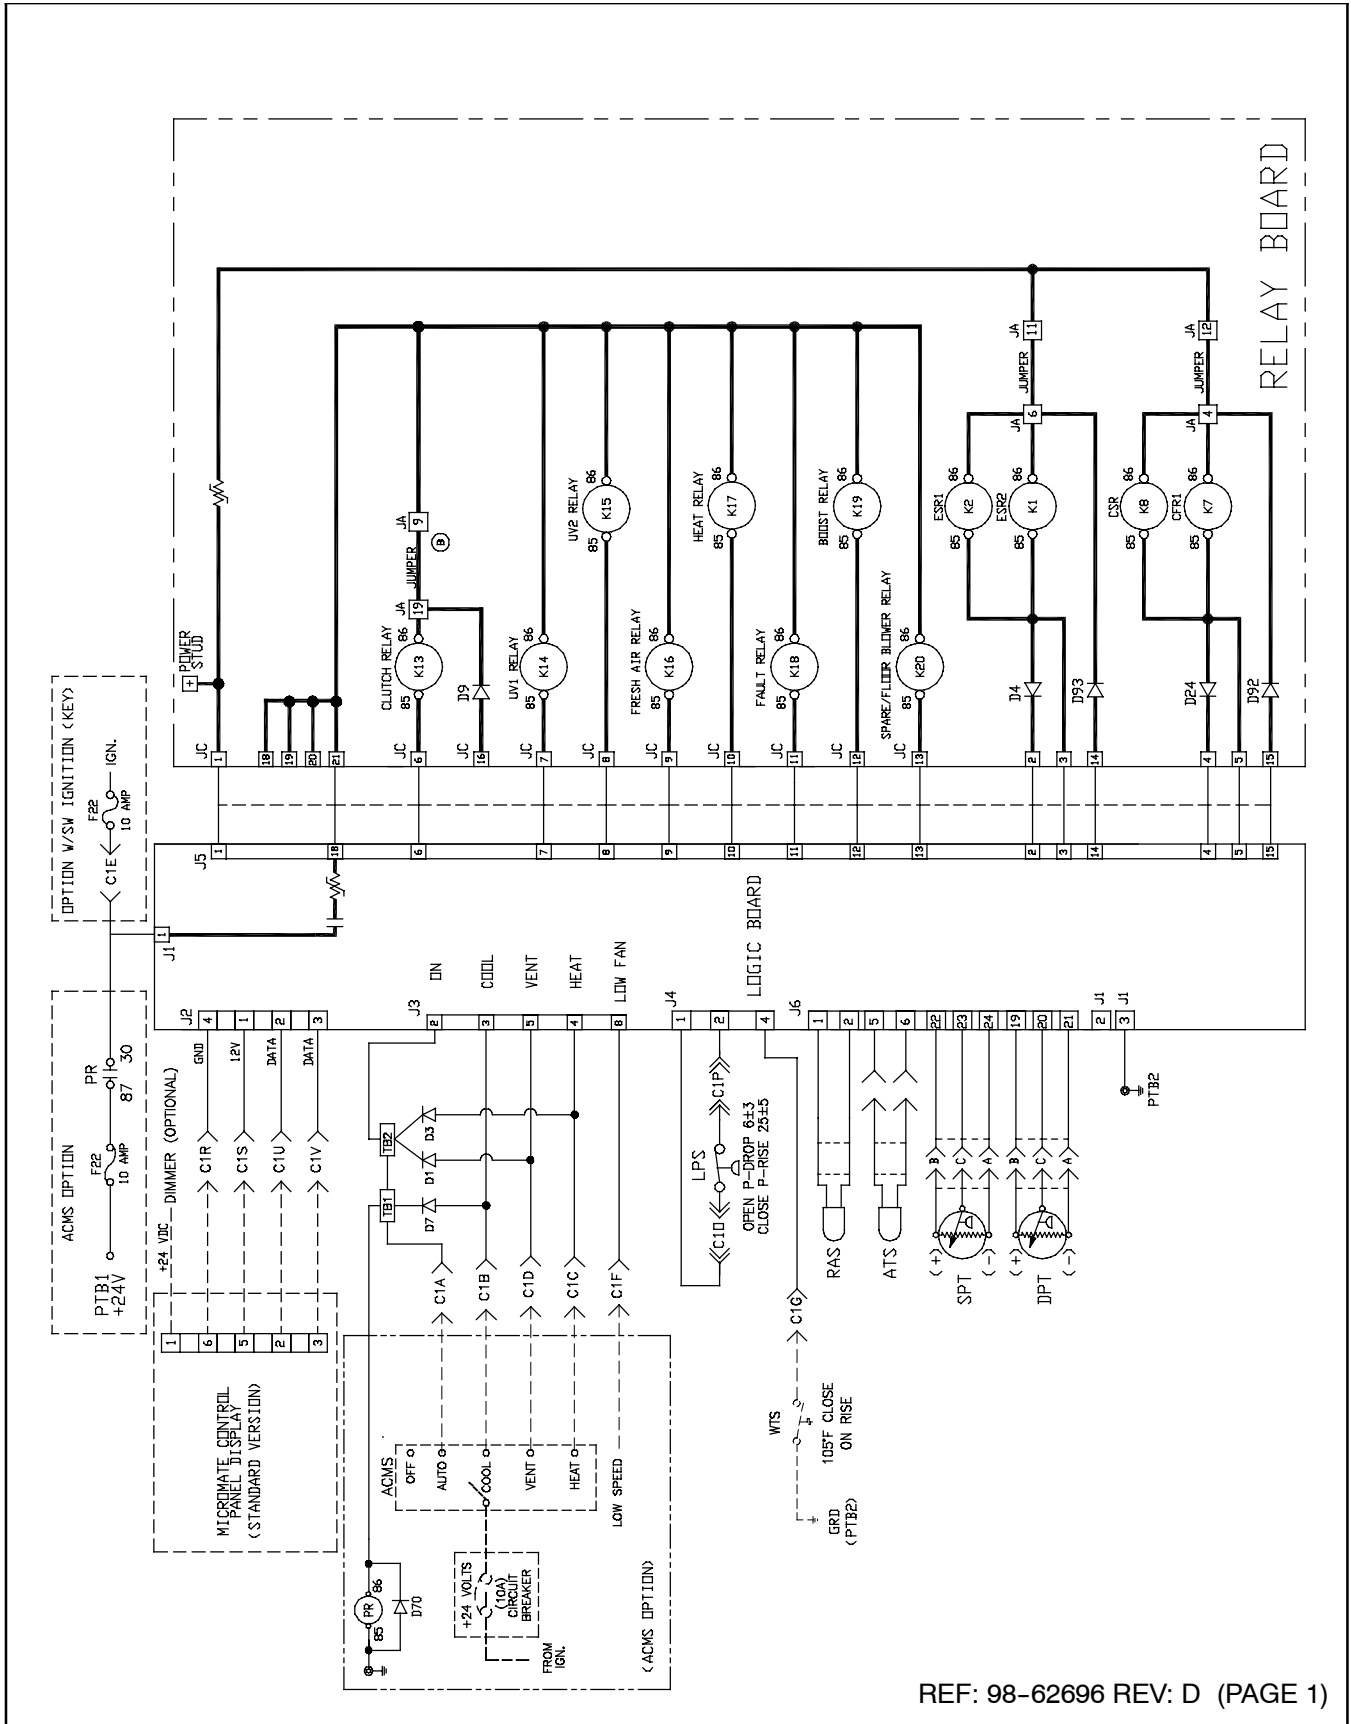 RELAY BOARD
POWER
STUD
+
JC
1
18
19
20
21
JC
6
16
JC
7
JC
8
JC
9
JC
10
JC
11
JC
12
JC
13
2
3
14
4
5
15
CLUTCH RELAY
85
K13
86
JA
19
JUMPER
JA
9
B
D9
UV1 RELAY
85
K14
86
UV2 RELAY
85
K15
86
FRESH AIR RELAY
85
K16
86
HEAT RELAY
85
K17
86
FAULT RELAY
85
K18
86
BOOST RELAY
85
K19
86
SPARE/FLOOR BLOWER RELAY
85
K20
86
ESR1
85
K2
86
ESR2
85
K1
86
JA
6
JUMPER
JA
11
D4
D93
CSR
85
K8
86
CFR1
85
K7
86
JA
4
JUMPER
JA
12
D24
D92
OPTION W/SW IGNITION (KEY)
C1E
F22
10 AMP
IGN.
ACMS OPTION
PTB1
+24V
F22
10 AMP
PR
87
30
LOGIC BOARD
J5
1
18
6
7
8
9
10
11
12
13
2
3
14
4
5
15
J1
1
J2
4
1
2
3
GND
12V
DATA
DATA
+24 VDC
DIMMER (OPTIONAL)
C1R
C1S
C1U
C1V
1
6
5
2
3
MICROMATE CONTROL
PANEL DISPLAY
(STANDARD VERSION)
J3
2
3
5
4
8
ON
COOL
VENT
HEAT
LOW FAN
TB2
TB1
D3
D1
D7
C1A
C1B
C1D
C1C
C1F
ACMS
OFF
AUTO
COOL
VENT
HEAT
LOW SPEED
PR
85
86
D70
+24 VOLTS
(10A)
CIRCUIT
BREAKER
FROM
IGN.
(ACMS OPTION)
J4
1
2
4
C1P
LPS
C1O
OPEN P-DROP 6±3
CLOSE P-RISE 25±5
C1G
WTS
105°F CLOSE
ON RISE
GRD
(PTB2)
J6
1
2
5
6
22
23
24
19
20
21
RAS
ATS
B
C
A
B
C
A
(+)
(-)
SPT
(+)
(-)
DPT
J1
2
J1
3
PTB2
REF: 98-62696 REV: D (PAGE 1)